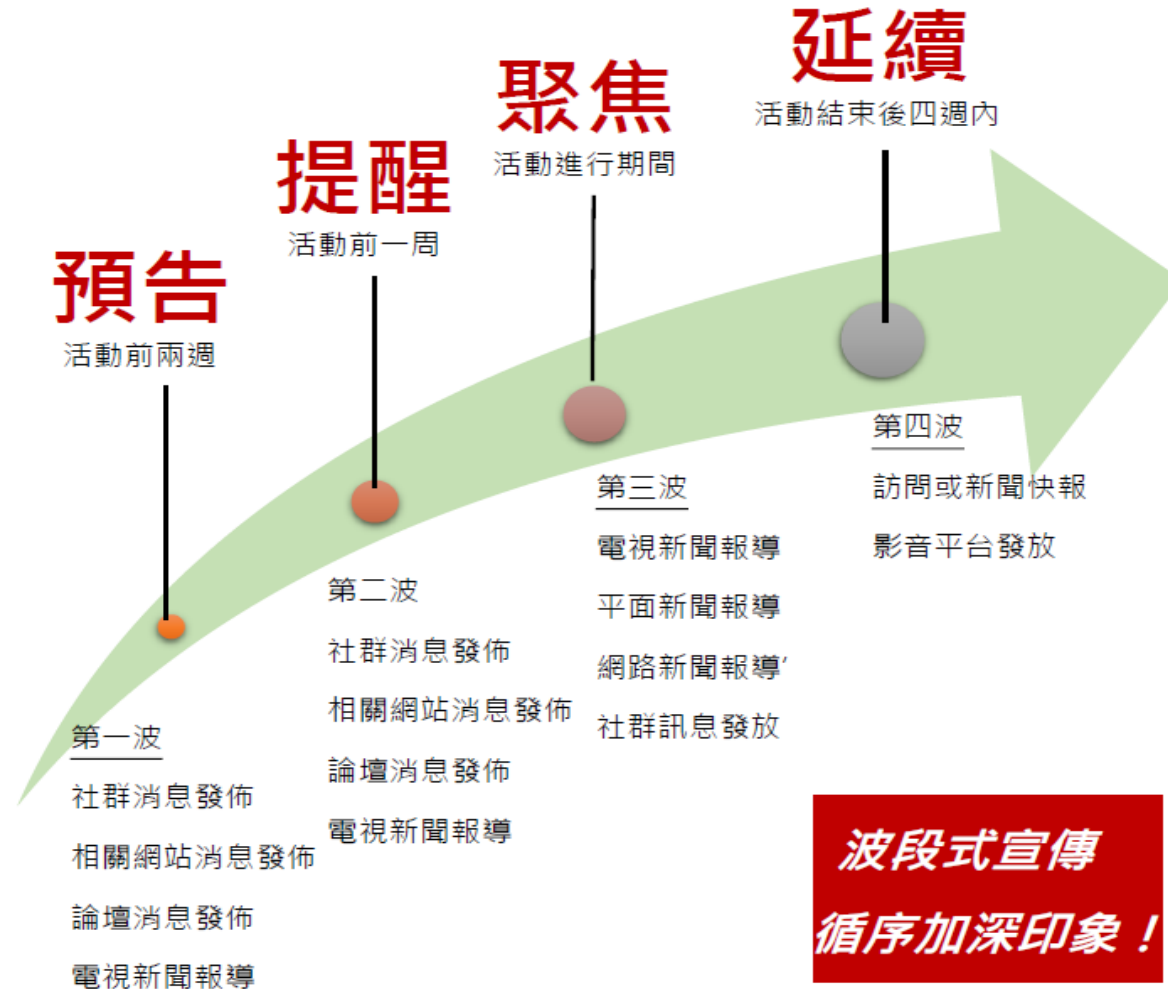 預告
活動前兩週
第一波
社群消息發佈
相關網站消息發佈
論壇消息發佈
電視新聞報導
提醒
活動前一周
第二波
社群消息發佈
相關網站消息發佈
論壇消息發佈
電視新聞報導
聚焦
活動進行期間
第三波
電視新聞報導
平面新聞報導
網路新聞報導'
社群訊息發放
延續
活動結束後四週內
第四波
訪問或新聞快報
影音平台發放
波段式宣傳
循序加深印象！